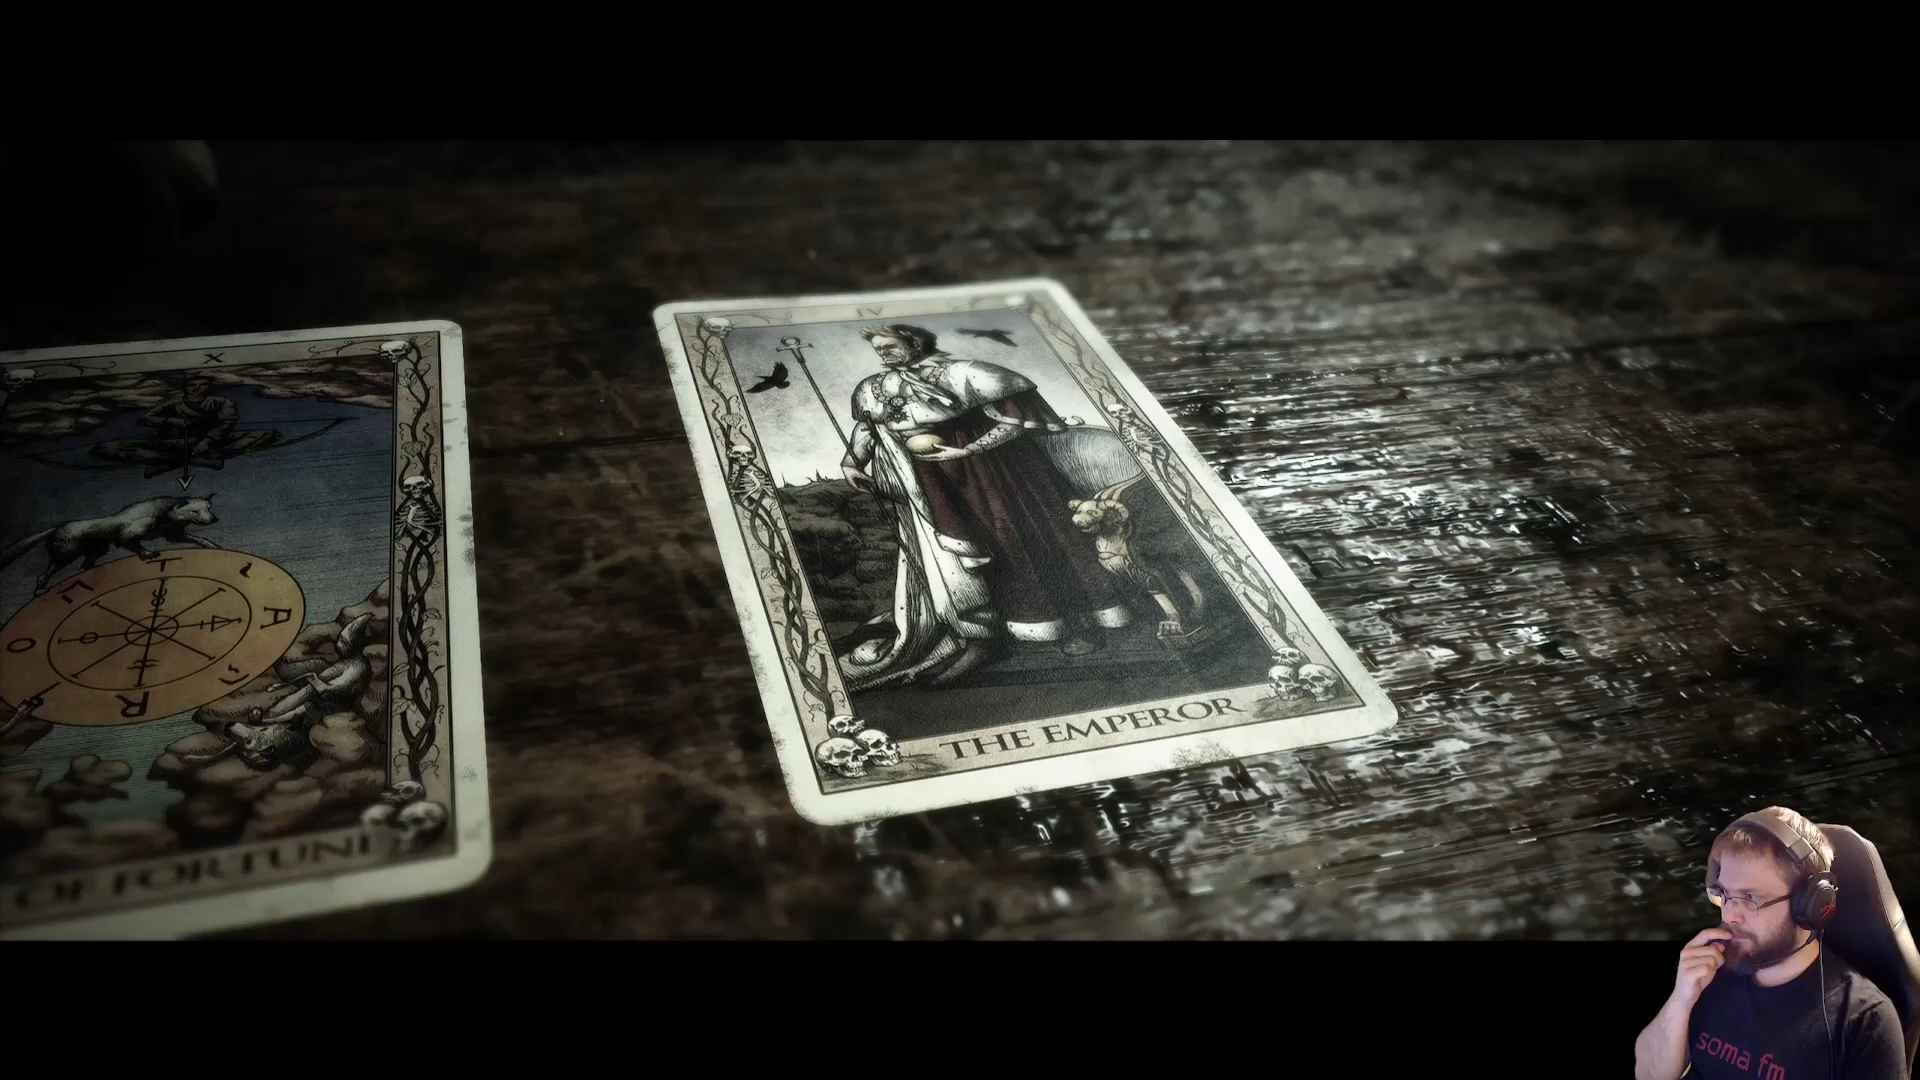 X
OF FORTUNE
IV
THE EMPEROR
T
A
R
O
soma fm